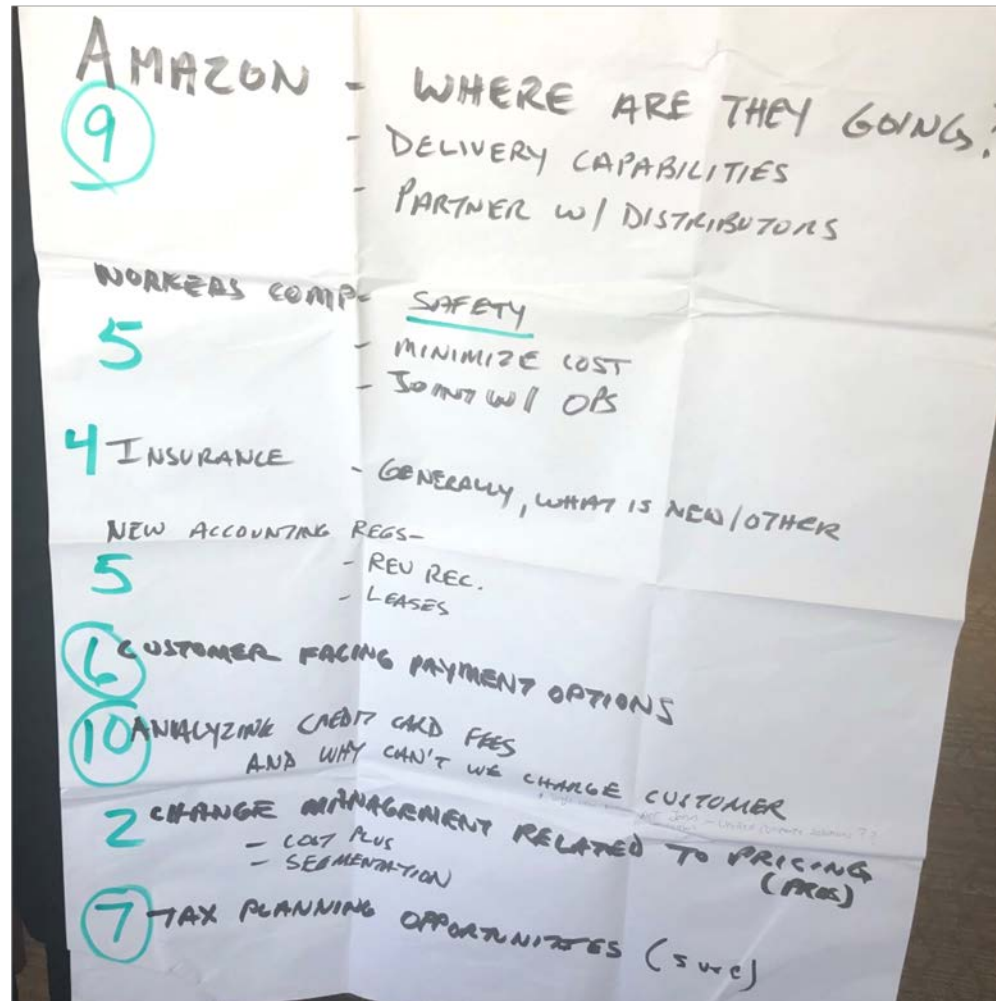 AMAZON - WHERE ARE THEY GOING?
9
- DELIVERY CAPABILITIES
- PARTNER W/ DISTRIBUTORS
WORKERS COMP- SAFETY
5
- MINIMIZE COST
- JOINT W/ OPS
4 INSURANCE - GENERALLY, WHAT IS NEW/OTHER
NEW ACCOUNTING REGS-
5
- REV REC.
- LEASES
6 CUSTOMER FACING PAYMENT OPTIONS
10 ANALYZING CREDIT CARD FEES
AND WHY CAN'T WE CHARGE CUSTOMER
2 CHANGE MANAGEMENT RELATED TO PRICING
- COST PLUS
(PRES)
- SEGMENTATION
7 TAX PLANNING OPPORTUNITIES (sure)